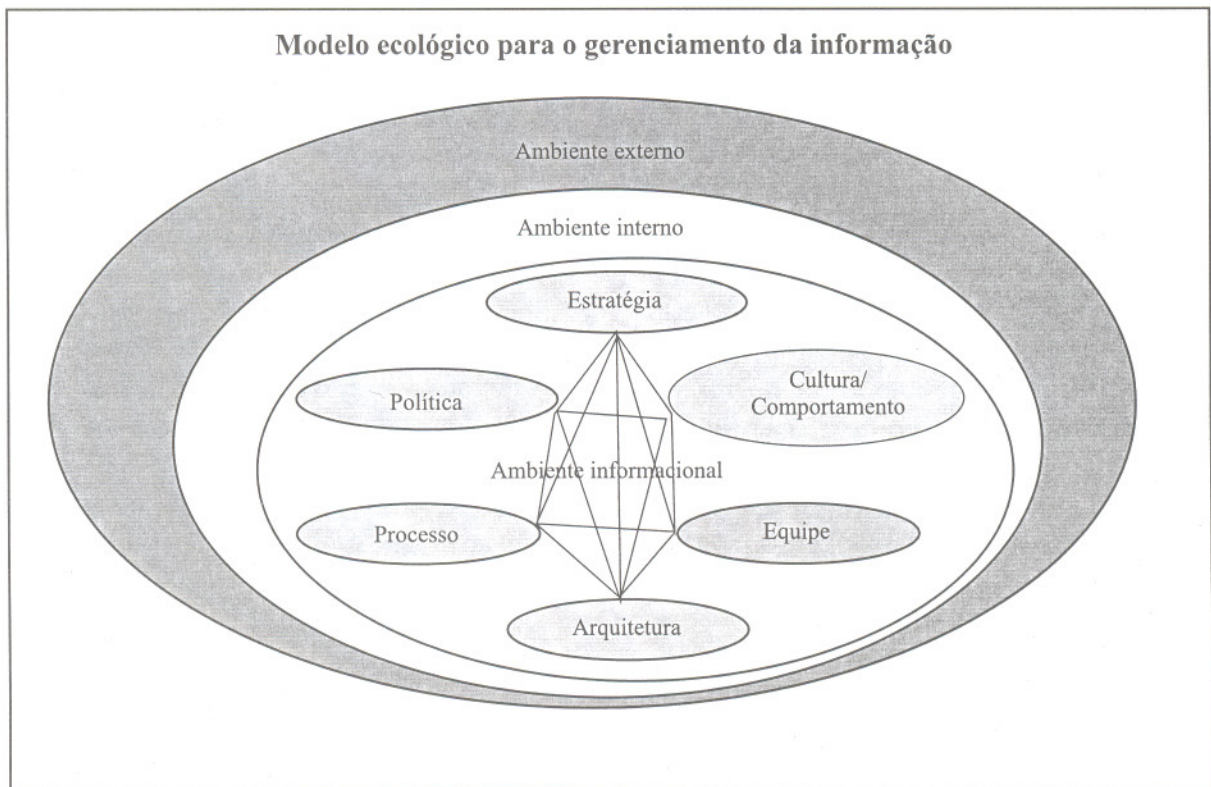 Modelo ecológico para o gerenciamento da informação
Ambiente externo
Ambiente interno
Estratégia
Política
Cultura/
Comportamento
Ambiente informacional
Processo
Equipe
Arquitetura